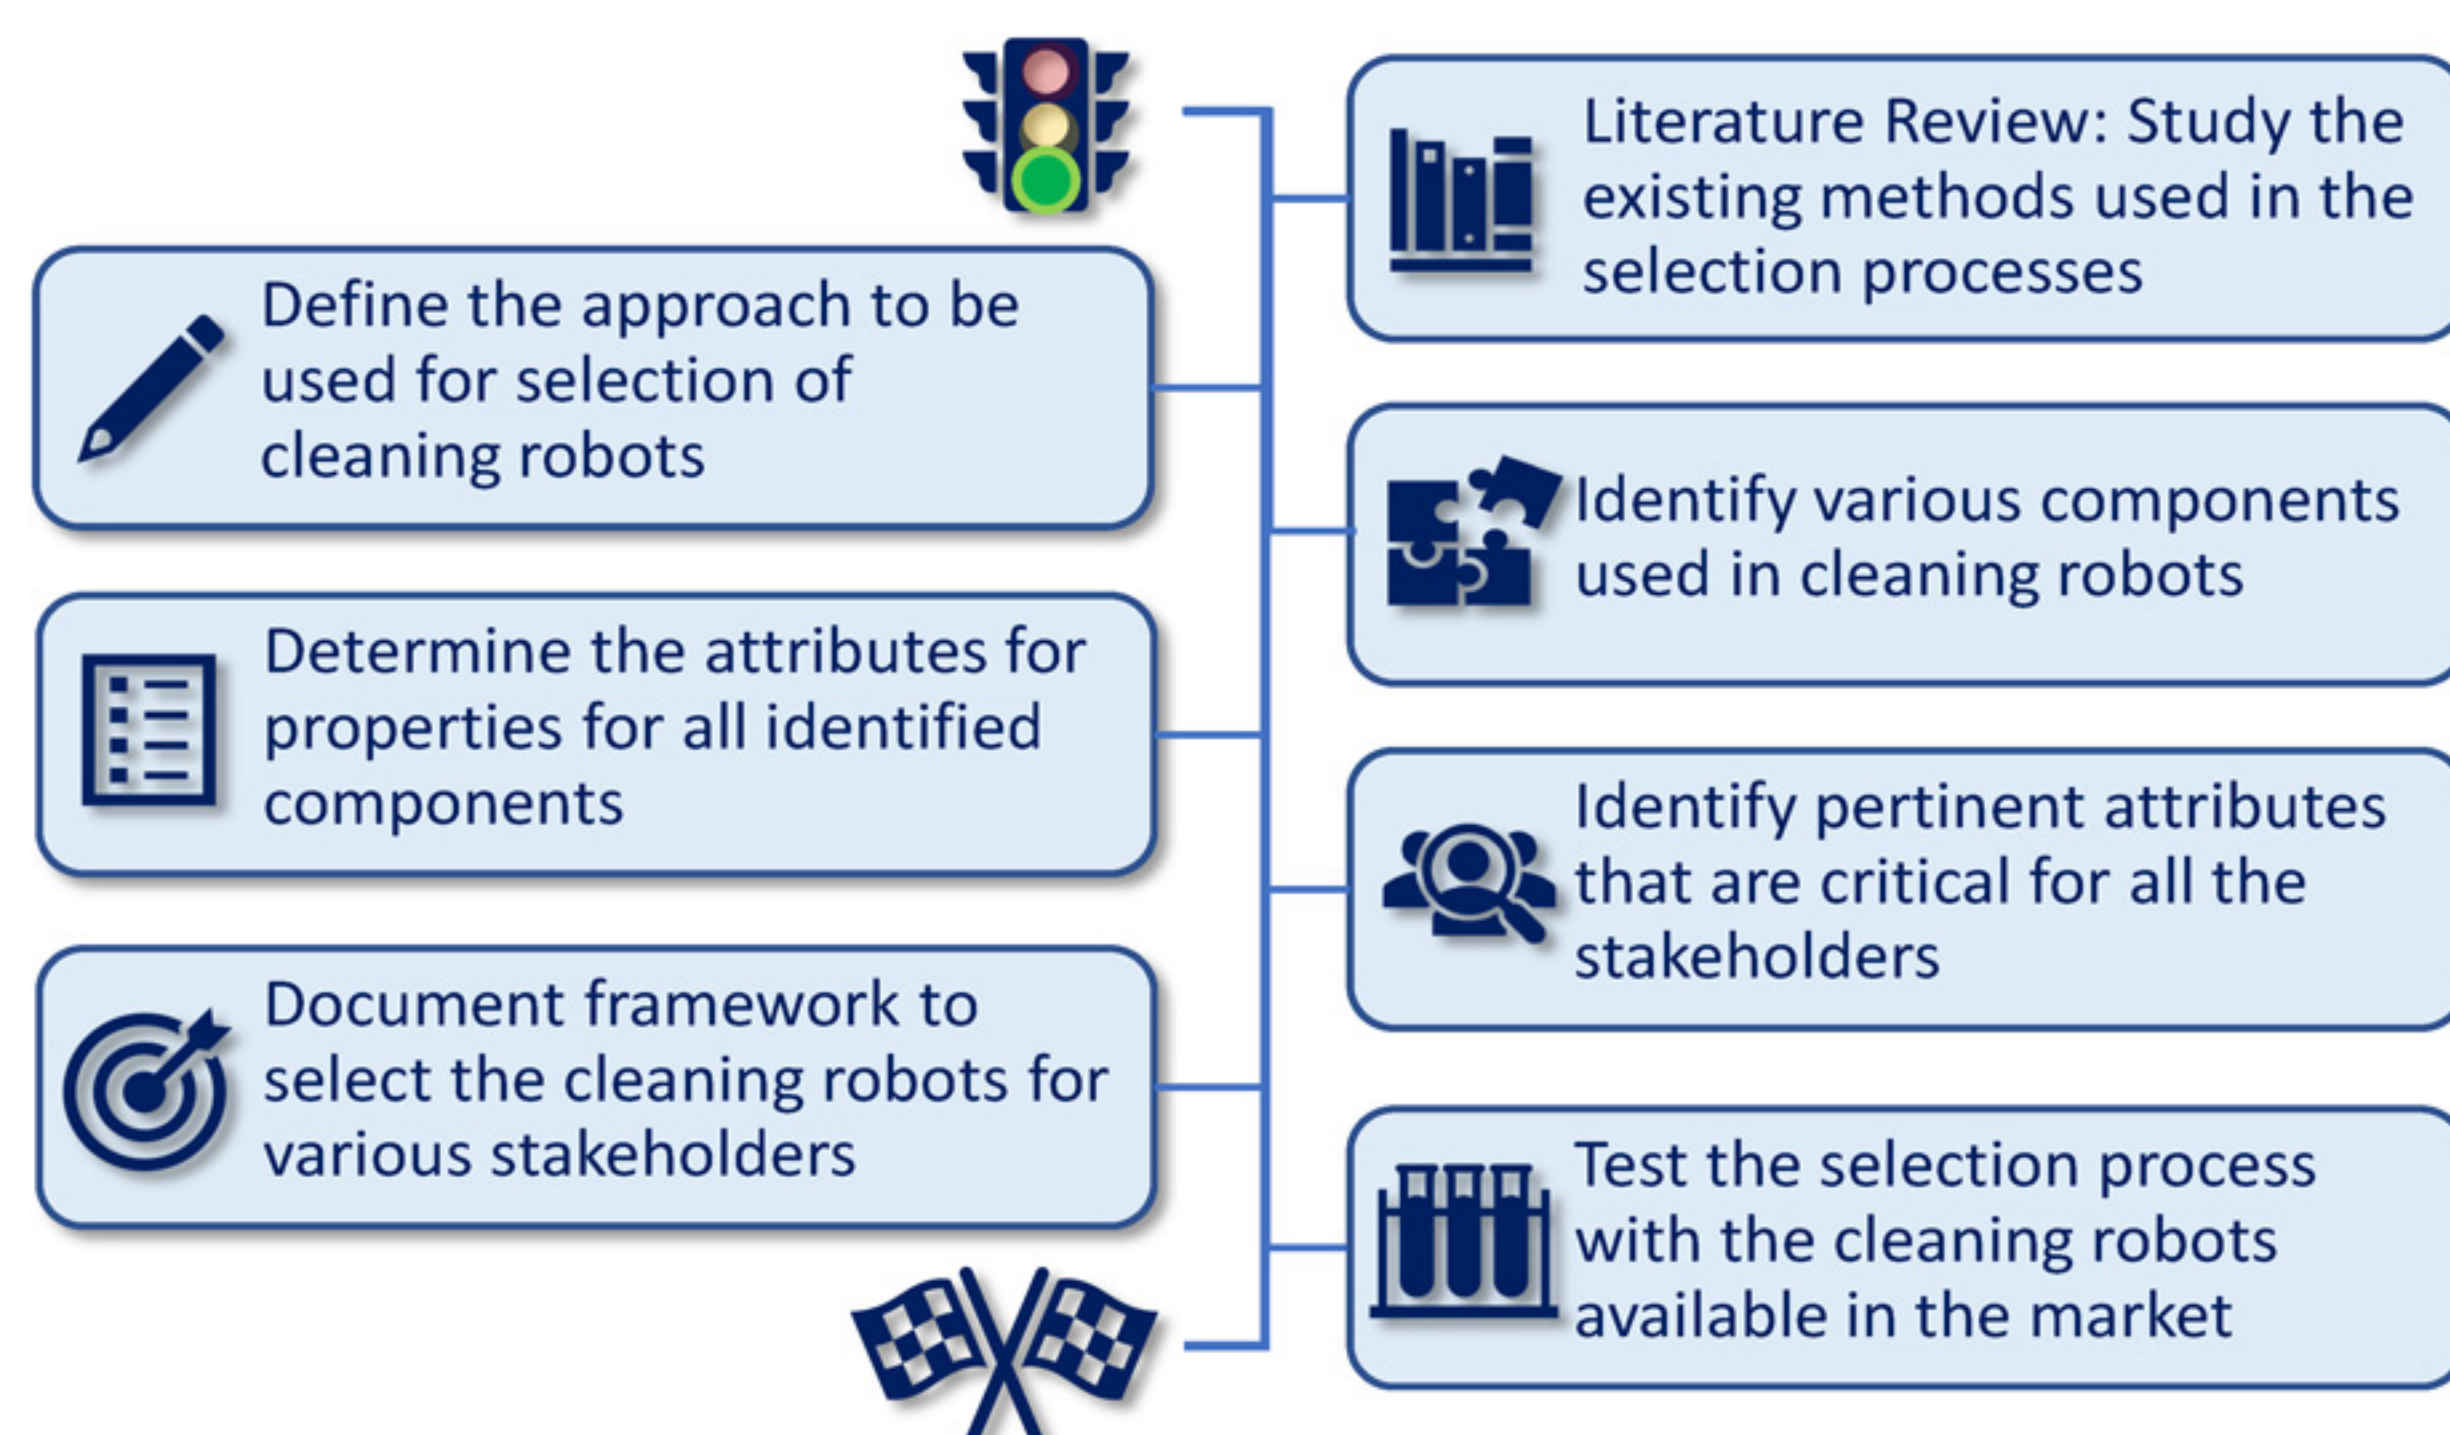 Literature Review: Study the
existing methods used in the
selection processes
Define the approach to be
used for selection of
cleaning robots
Identify various components
used in cleaning robots
Determine the attributes for
properties for all identified
components
Identify pertinent attributes
that are critical for all the
stakeholders
Document framework to
select the cleaning robots for
various stakeholders
Test the selection process
with the cleaning robots
available in the market